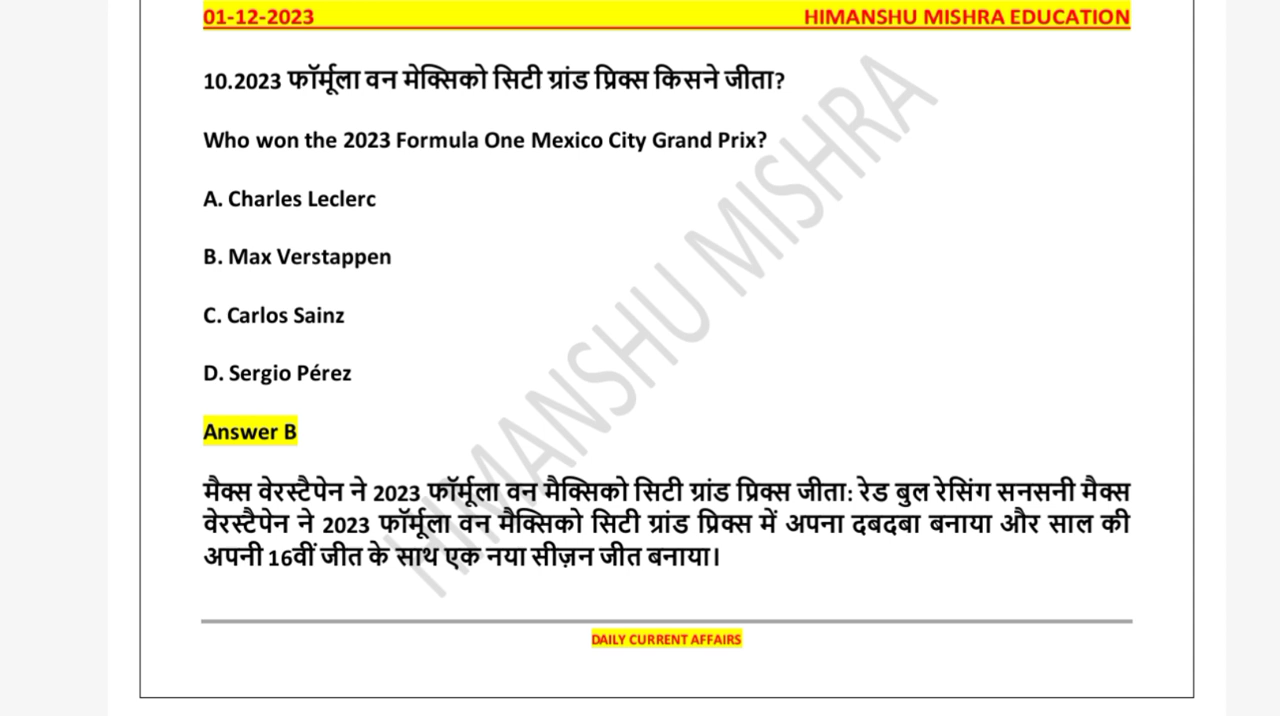 01-12-2023 HIMANSHU MISHRA EDUCATION
10.2023 फॉर्मूला वन मेक्सिको सिटी ग्रांड प्रिक्स किसने जीता?
Who won the 2023 Formula One Mexico City Grand Prix?
A. Charles Leclerc
B. Max Verstappen
C. Carlos Sainz
D. Sergio Pérez
Answer B
मैक्स वेरस्टैपेन ने 2023 फॉर्मूला वन मैक्सिको सिटी ग्रांड प्रिक्स जीता: रेड बुल रेसिंग सनसनी मैक्स
वेरस्टैपेन ने 2023 फॉर्मूला वन मैक्सिको सिटी ग्रांड प्रिक्स में अपना दबदबा बनाया और साल की
अपनी 16वीं जीत के साथ एक नया सीज़न जीत बनाया।
HIMANSHU MISHRA
DAILY CURRENT AFFAIRS